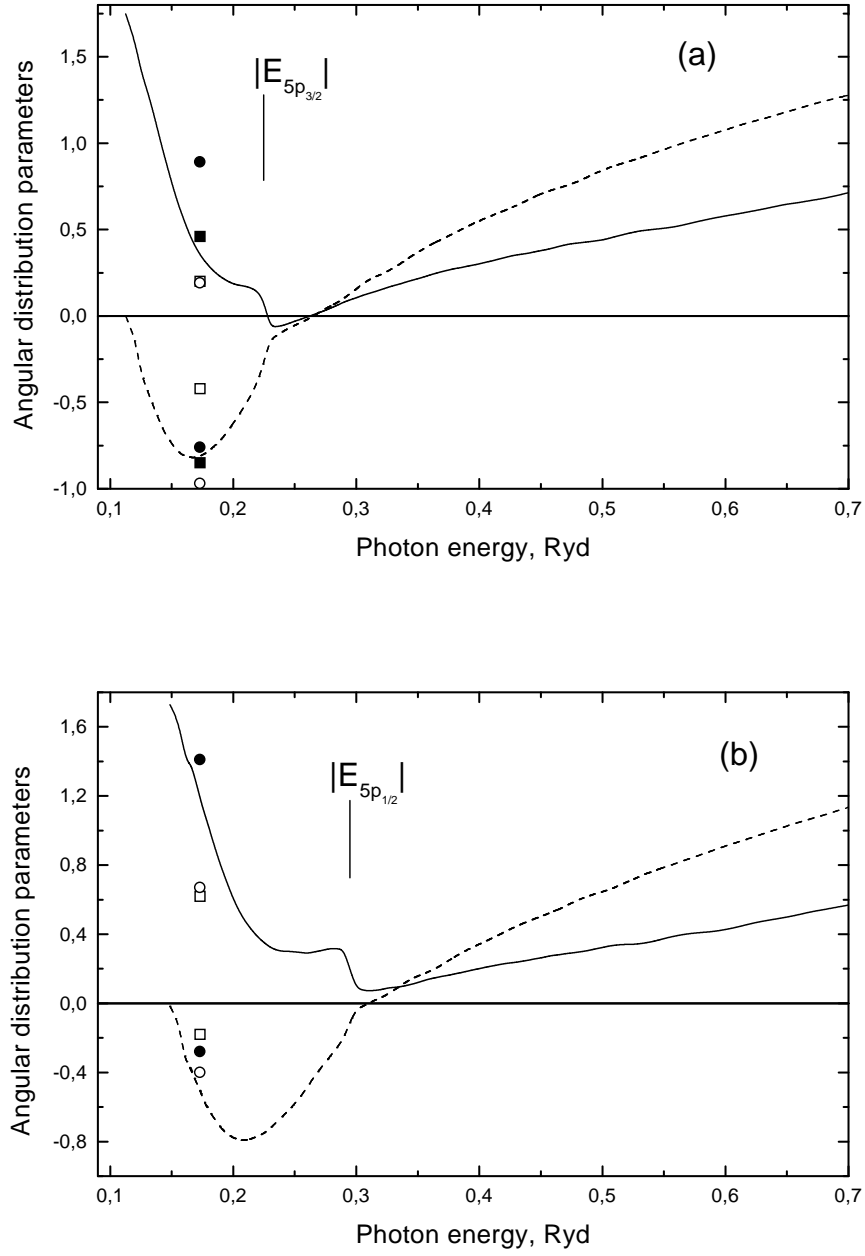 (a)
|E5p3/2|
Angular distribution parameters
1,5
1,0
0,5
0,0
-0,5
-1,0
0,1 0,2 0,3 0,4 0,5 0,6 0,7
Photon energy, Ryd
(b)
|E5p1/2|
Angular distribution parameters
1,6
1,2
0,8
0,4
0,0
-0,4
-0,8
0,1 0,2 0,3 0,4 0,5 0,6 0,7
Photon energy, Ryd